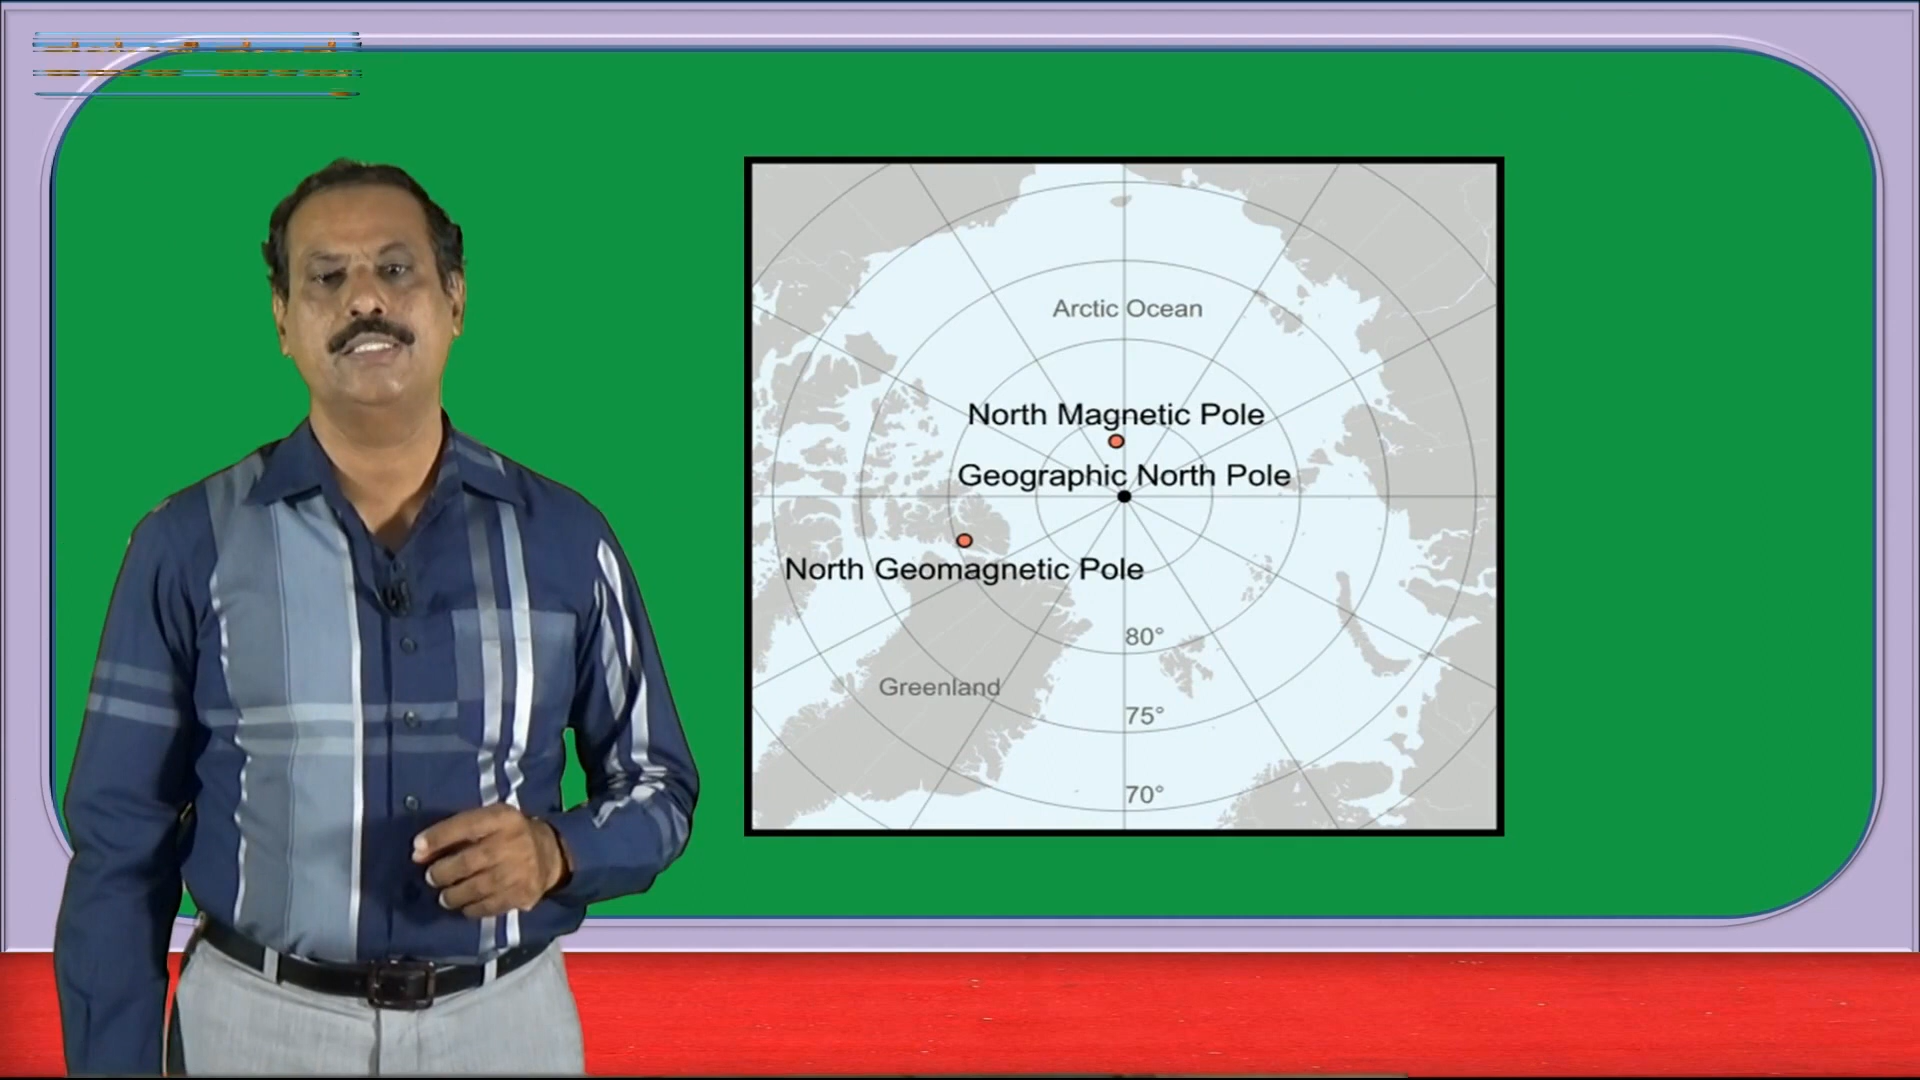 Arctic Ocean
North Magnetic Pole
Geographic North Pole
North Geomagnetic Pole
80°
Greenland
75°
70°